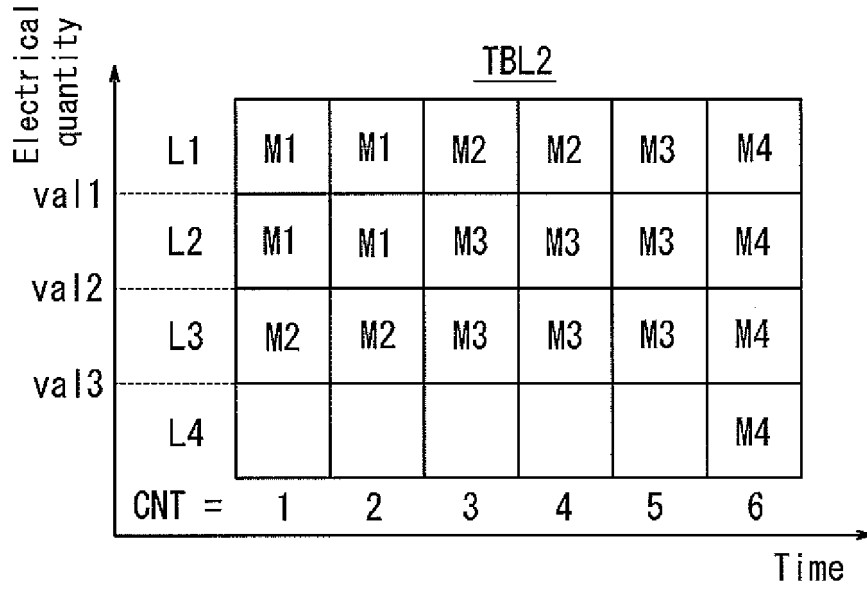 Electrical
quantity
TBL2
L1 M1 M1 M2 M2 M3 M4
val1
L2 M1 M1 M3 M3 M3 M4
val2
L3 M2 M2 M3 M3 M3 M4
val3
L4 M4
CNT = 1 2 3 4 5 6
Time